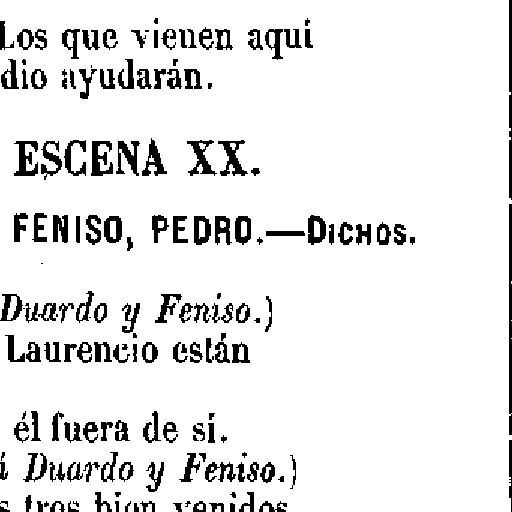 Los que vienen aquí
dio ayudarán.
ESCENA XX.
FENISO, PEDRO.—DICHOS.
Duardo y Feniso.)
Laurencio están
él fuera de sí.
á Duardo y Feniso.)
s tres bien venidos